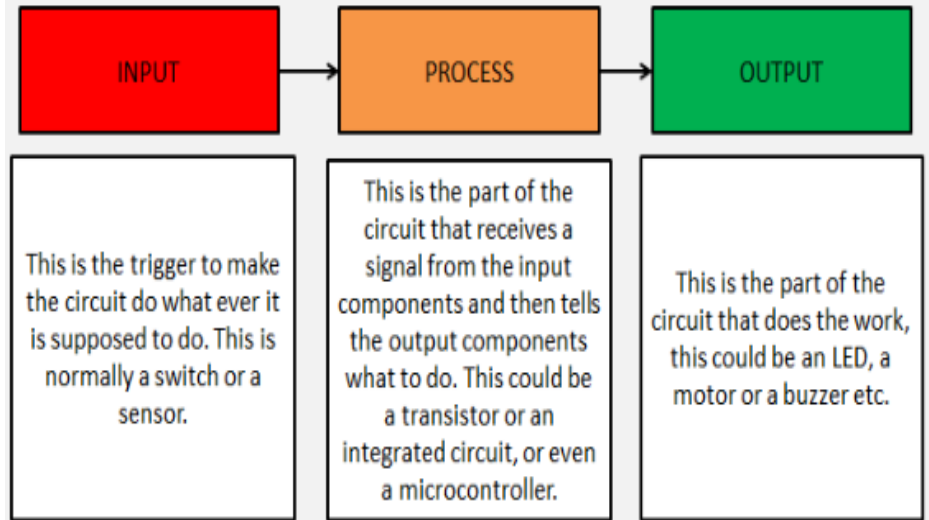 INPUT
PROCESS
OUTPUT
This is the trigger to make
the circuit do what ever it
is supposed to do. This is
normally a switch or a
sensor.
This is the part of the
circuit that receives a
signal from the input
components and then tells
the output components
what to do. This could be
a transistor or an
integrated circuit, or even
a microcontroller.
This is the part of the
circuit that does the work,
this could be an LED, a
motor or a buzzer etc.